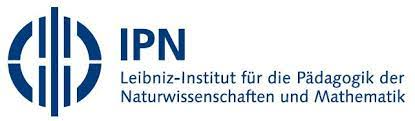 IPN
Leibniz-Institut für die Pädagogik der
Naturwissenschaften und Mathematik